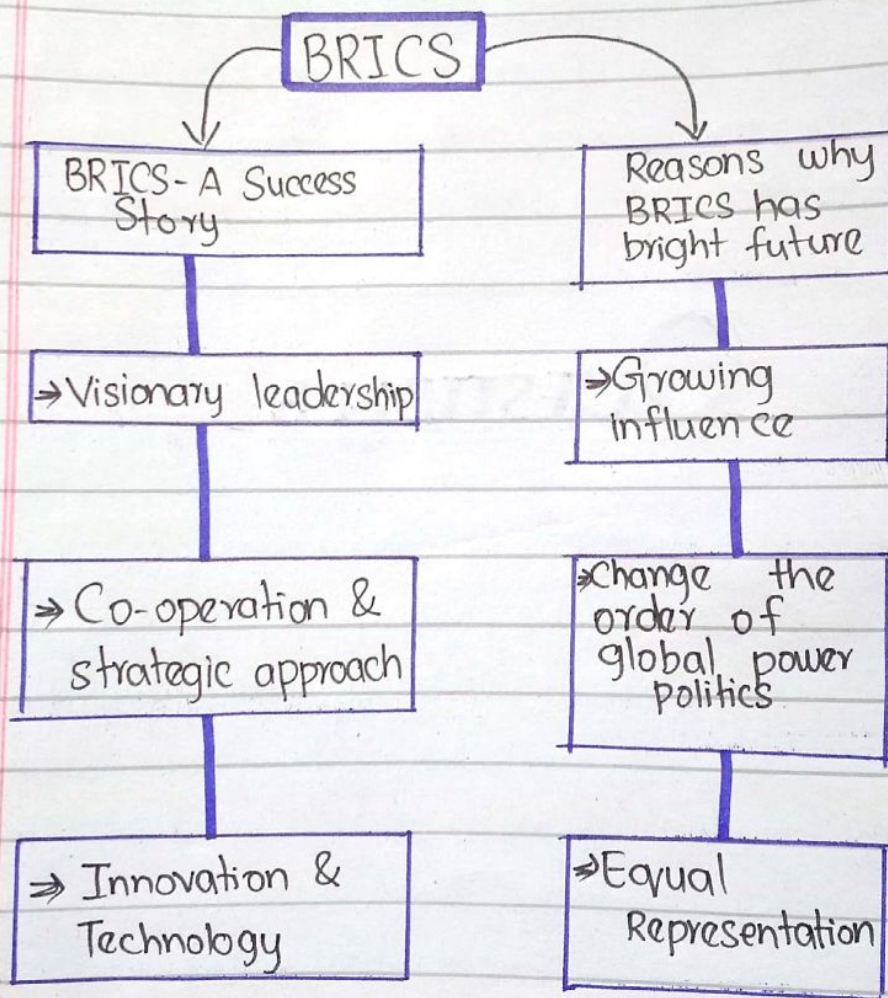 BRICS
BRICS- A Success
Story
→Visionary leadership
⇒ Co-operation &
strategic approach
⇒ Innovation &
Technology
Reasons why
BRICS has
bright future
⇒Growing
influence
⇒Change the
order of
global power
politics
⇒Equal
Representation